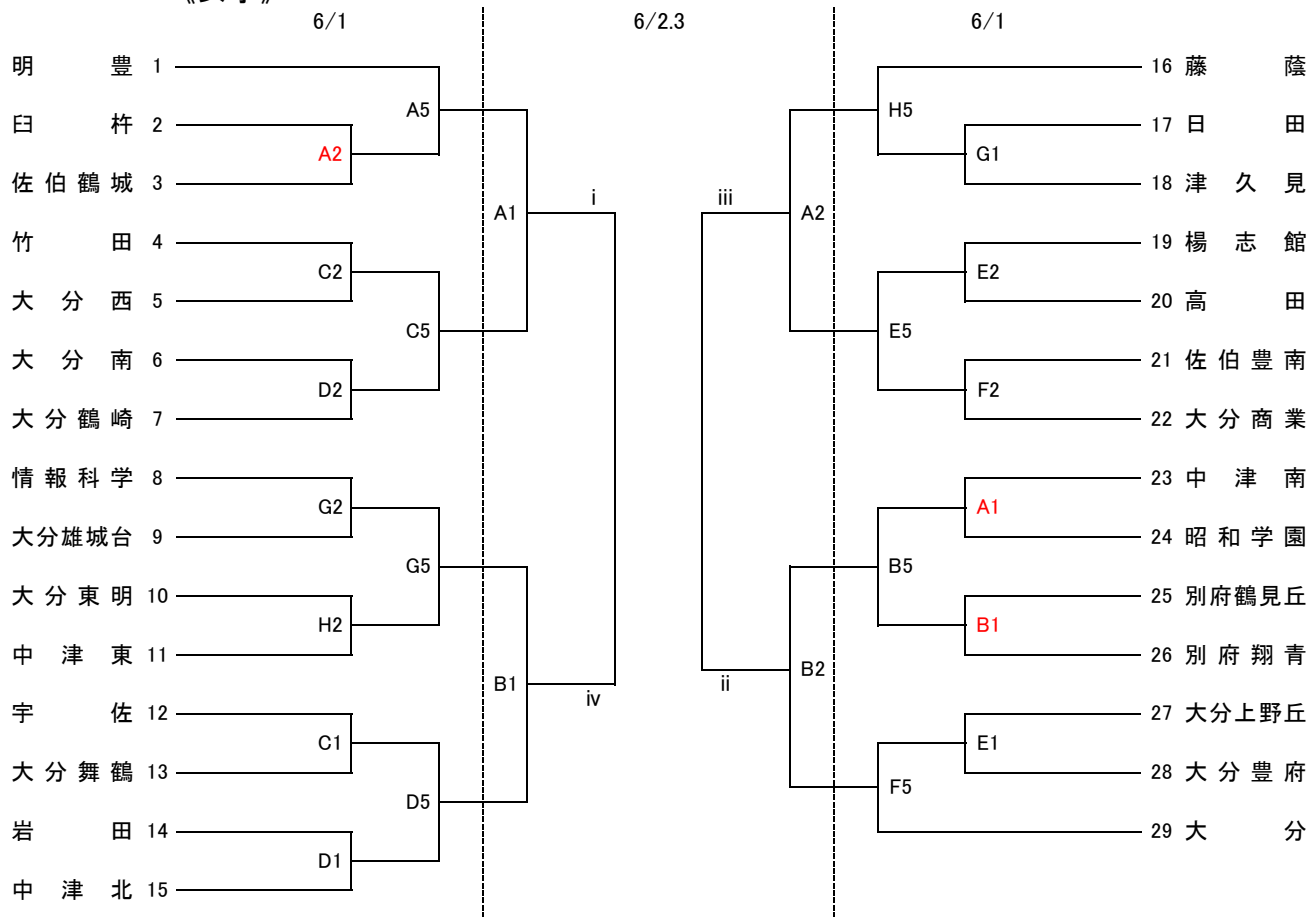 6/1 6/2.3 6/1
明豊 1 16 藤蔭
A5 H5
臼杵 2 17 日田
A2 G1
佐伯鶴城 3 18 津久見
i iii
A1 A2
竹田 4 19 楊志館
C2 E2
大分西 5 20 高田
C5 E5
大分南 6 21 佐伯豊南
D2 F2
大分鶴崎 7 22 大分商業
情報科学 8 23 中津南
G2 A1
大分雄城台 9 24 昭和学園
G5 B5
大分東明 10 25 別府鶴見丘
H2 B1
中津東 11 26 別府翔青
B1 B2
iv ii
宇佐 12 27 大分上野丘
C1 E1
大分舞鶴 13 28 大分豊府
D5 F5
岩田 14 29 大分
D1
中津北 15